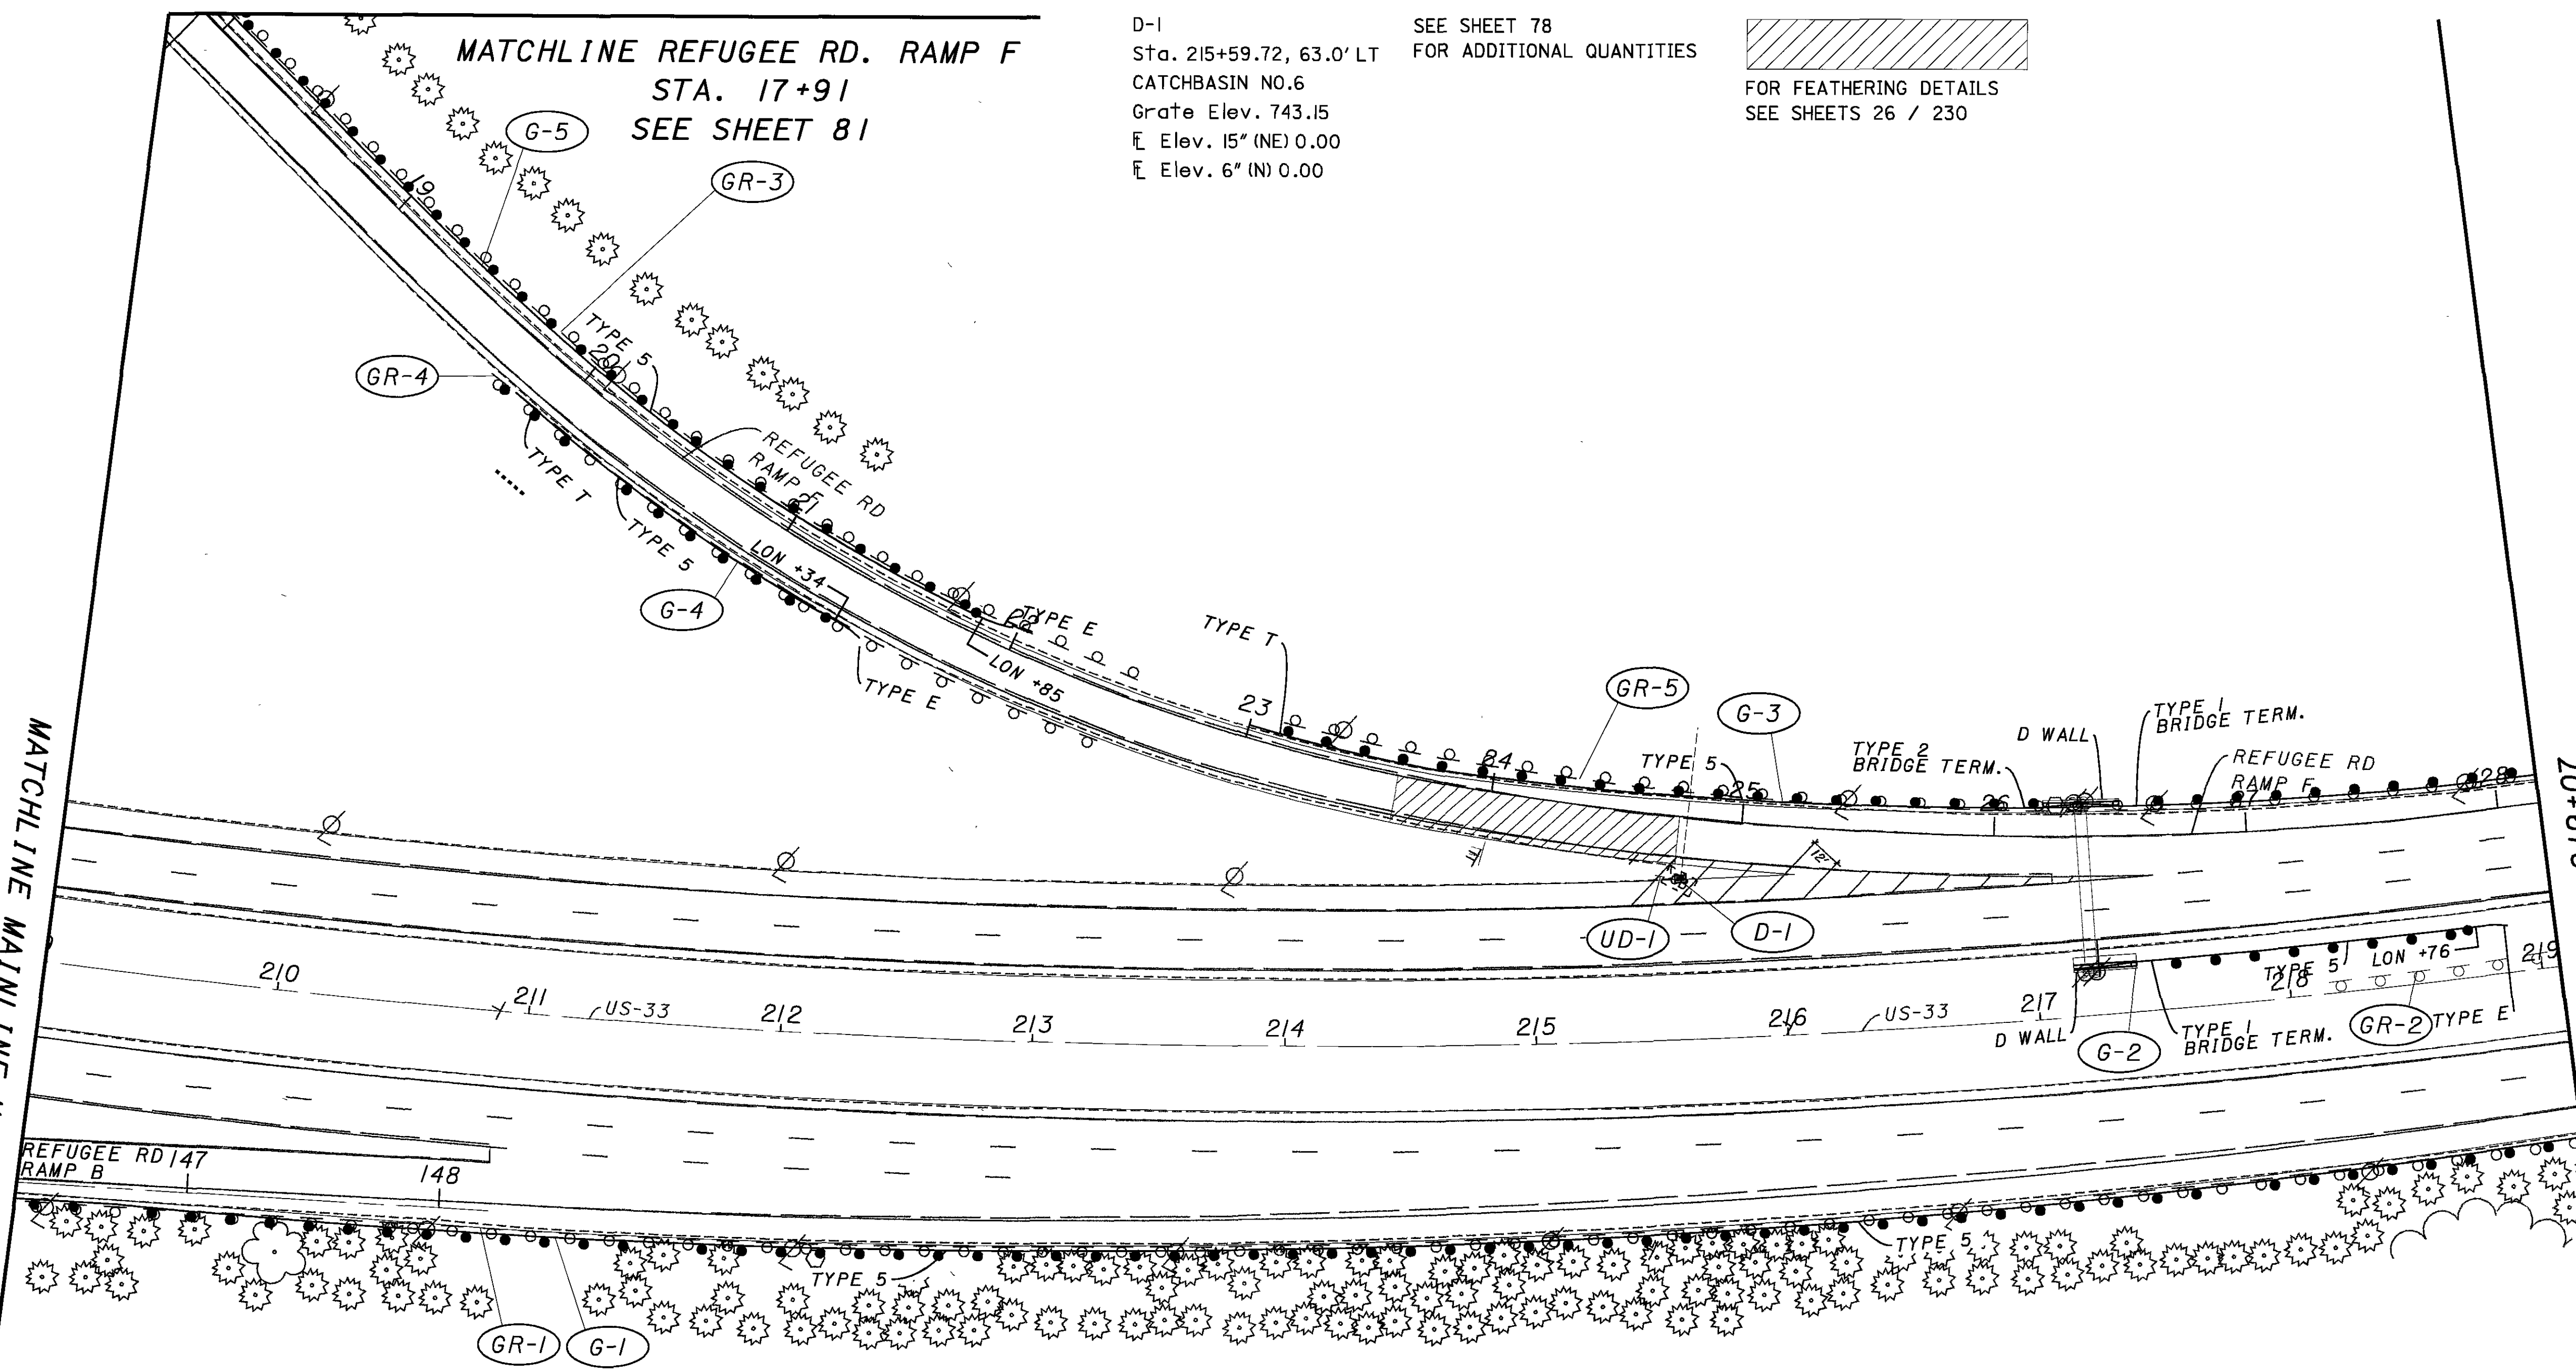 MATCHLINE REFUGEE RD. RAMP F
STA. 17+91
SEE SHEET 81
D-1
Sta. 215+59.72, 63.0' LT
CATCHBASIN NO.6
Grate Elev. 743.15
Elev. 15" (NE) 0.00
Elev. 6" (N) 0.00
SEE SHEET 78
FOR ADDITIONAL QUANTITIES
FOR FEATHERING DETAILS
SEE SHEETS 26 / 230
G-5
GR-3
19
TYPE 5
20
GR-4
REFUGEE RD
RAMP F
TYPE T
21
TYPE 5
LON +34
G-4
TYPE E
22
TYPE E
LON +85
TYPE T
23
GR-5
G-3
24
TYPE 5
25
TYPE 2
BRIDGE TERM.
26
D WALL
TYPE 1
BRIDGE TERM.
REFUGEE RD
RAMP F
27
28
12'
UD-1
D-1
MATCHLINE MAINLINE
210
211
US-33
212
213
214
215
216
US-33
217
D WALL
G-2
TYPE 1
BRIDGE TERM.
TYPE 5
218
LON +76
GR-2
TYPE E
219
REFUGEE RD
RAMP B
147
148
TYPE 5
TYPE 5
GR-1
G-1